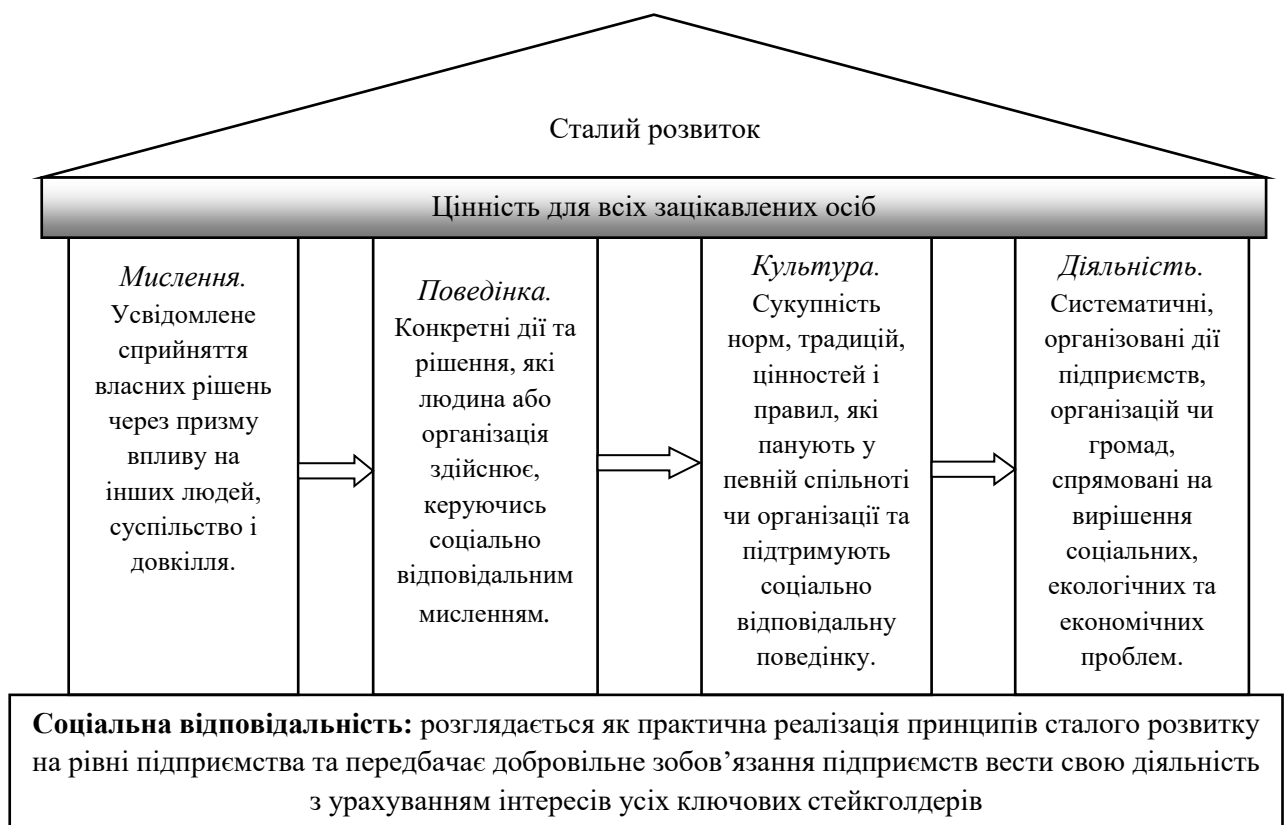 Сталий розвиток
Цінність для всіх зацікавлених осіб
Мислення.
Усвідомлене
сприйняття
власних рішень
через призму
впливу на
інших людей,
суспільство і
довкілля.
Поведінка.
Конкретні дії та
рішення, які
людина або
організація
здійснює,
керуючись
соціально
відповідальним
мисленням.
Культура.
Сукупність
норм, традицій,
цінностей і
правил, які
панують у
певній спільноті
чи організації та
підтримують
соціально
відповідальну
поведінку.
Діяльність.
Систематичні,
організовані дії
підприємств,
організацій чи
громад,
спрямовані на
вирішення
соціальних,
екологічних та
економічних
проблем.
Соціальна відповідальність: розглядається як практична реалізація принципів сталого розвитку
на рівні підприємства та передбачає добровільне зобов’язання підприємств вести свою діяльність
з урахуванням інтересів усіх ключових стейкголдерів